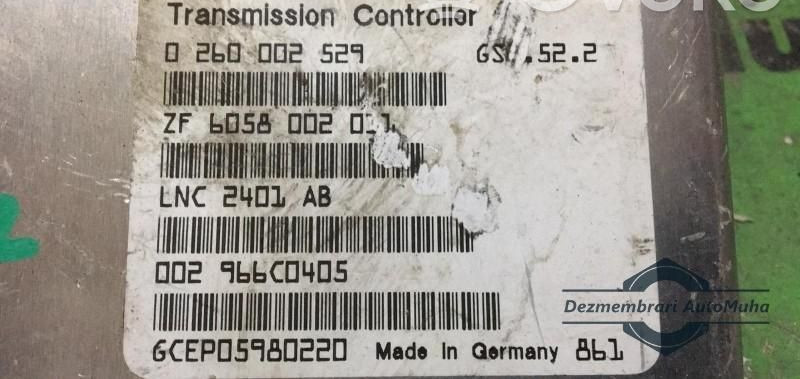 Transmission Controller
0 260 002 529
ZF 6058 002
LNC 2401 AB
002 966C0405
GCEP05980220 Made In Germany 861
Dezmembrari AutoMuha